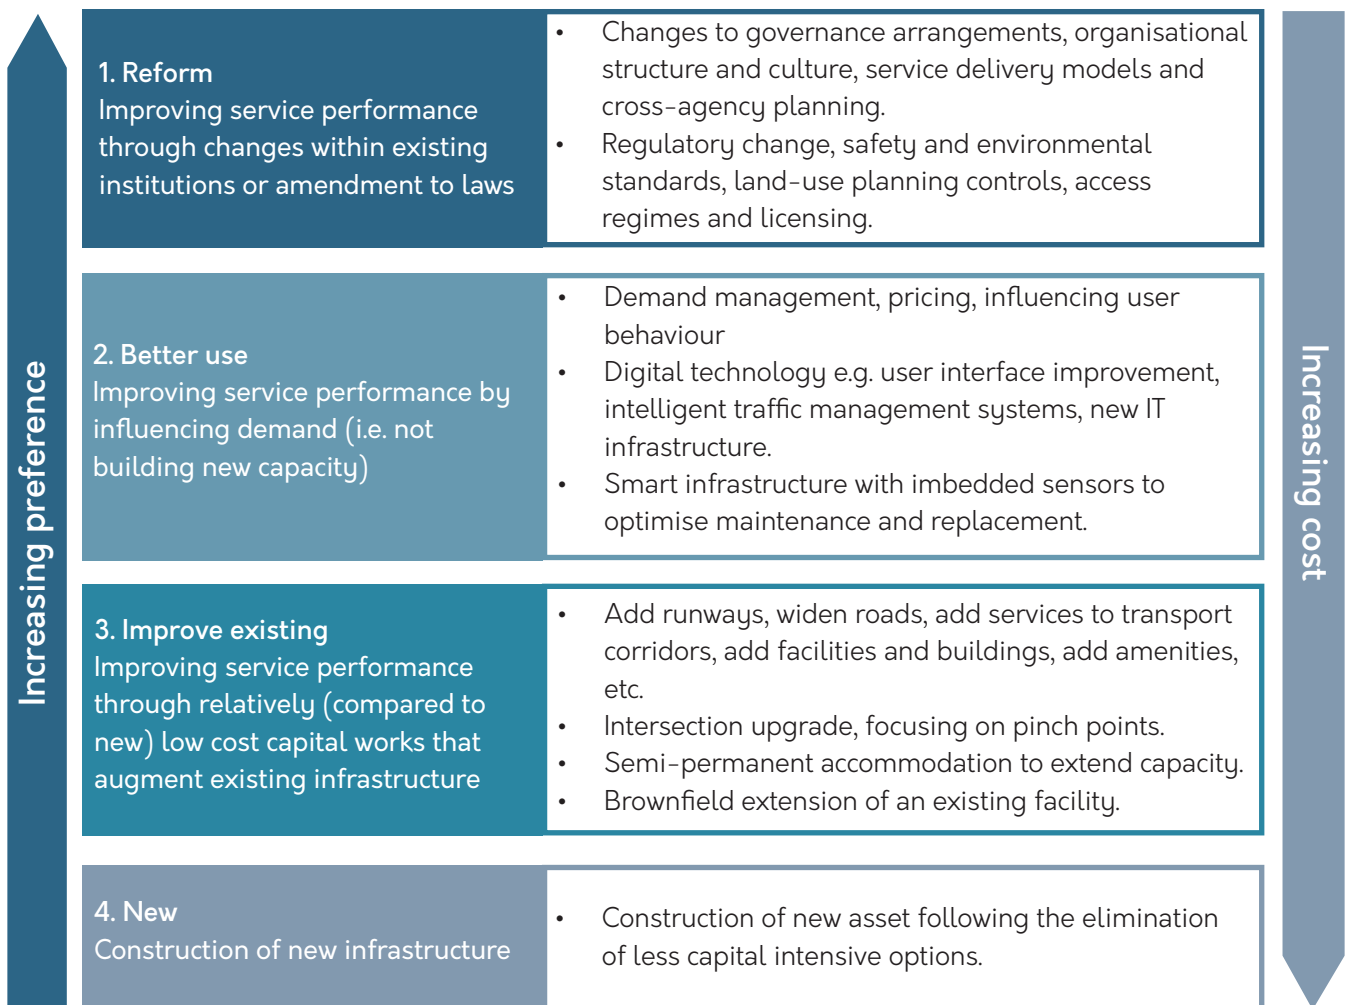 Increasing preference
1. Reform
Improving service performance
through changes within existing
institutions or amendment to laws
• Changes to governance arrangements, organisational
structure and culture, service delivery models and
cross-agency planning.
• Regulatory change, safety and environmental
standards, land-use planning controls, access
regimes and licensing.
2. Better use
Improving service performance by
influencing demand (i.e. not
building new capacity)
• Demand management, pricing, influencing user
behaviour
• Digital technology e.g. user interface improvement,
intelligent traffic management systems, new IT
infrastructure.
• Smart infrastructure with imbedded sensors to
optimise maintenance and replacement.
3. Improve existing
Improving service performance
through relatively (compared to
new) low cost capital works that
augment existing infrastructure
• Add runways, widen roads, add services to transport
corridors, add facilities and buildings, add amenities,
etc.
• Intersection upgrade, focusing on pinch points.
• Semi-permanent accommodation to extend capacity.
• Brownfield extension of an existing facility.
4. New
Construction of new infrastructure
• Construction of new asset following the elimination
of less capital intensive options.
Increasing cost